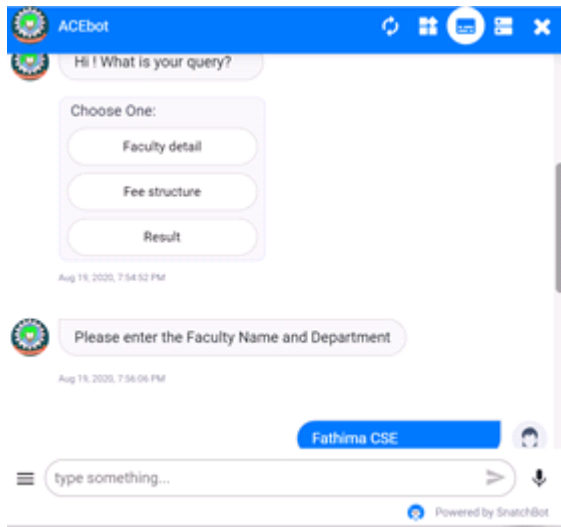 ACEbot
Hi ! What is your query?
Choose One:
Faculty detail
Fee structure
Result
Aug 19, 2020, 7:54:52 PM
Please enter the Faculty Name and Department
Aug 19, 2020, 7:56:06 PM
Fathima CSE
type something...
Powered by SnatchBot